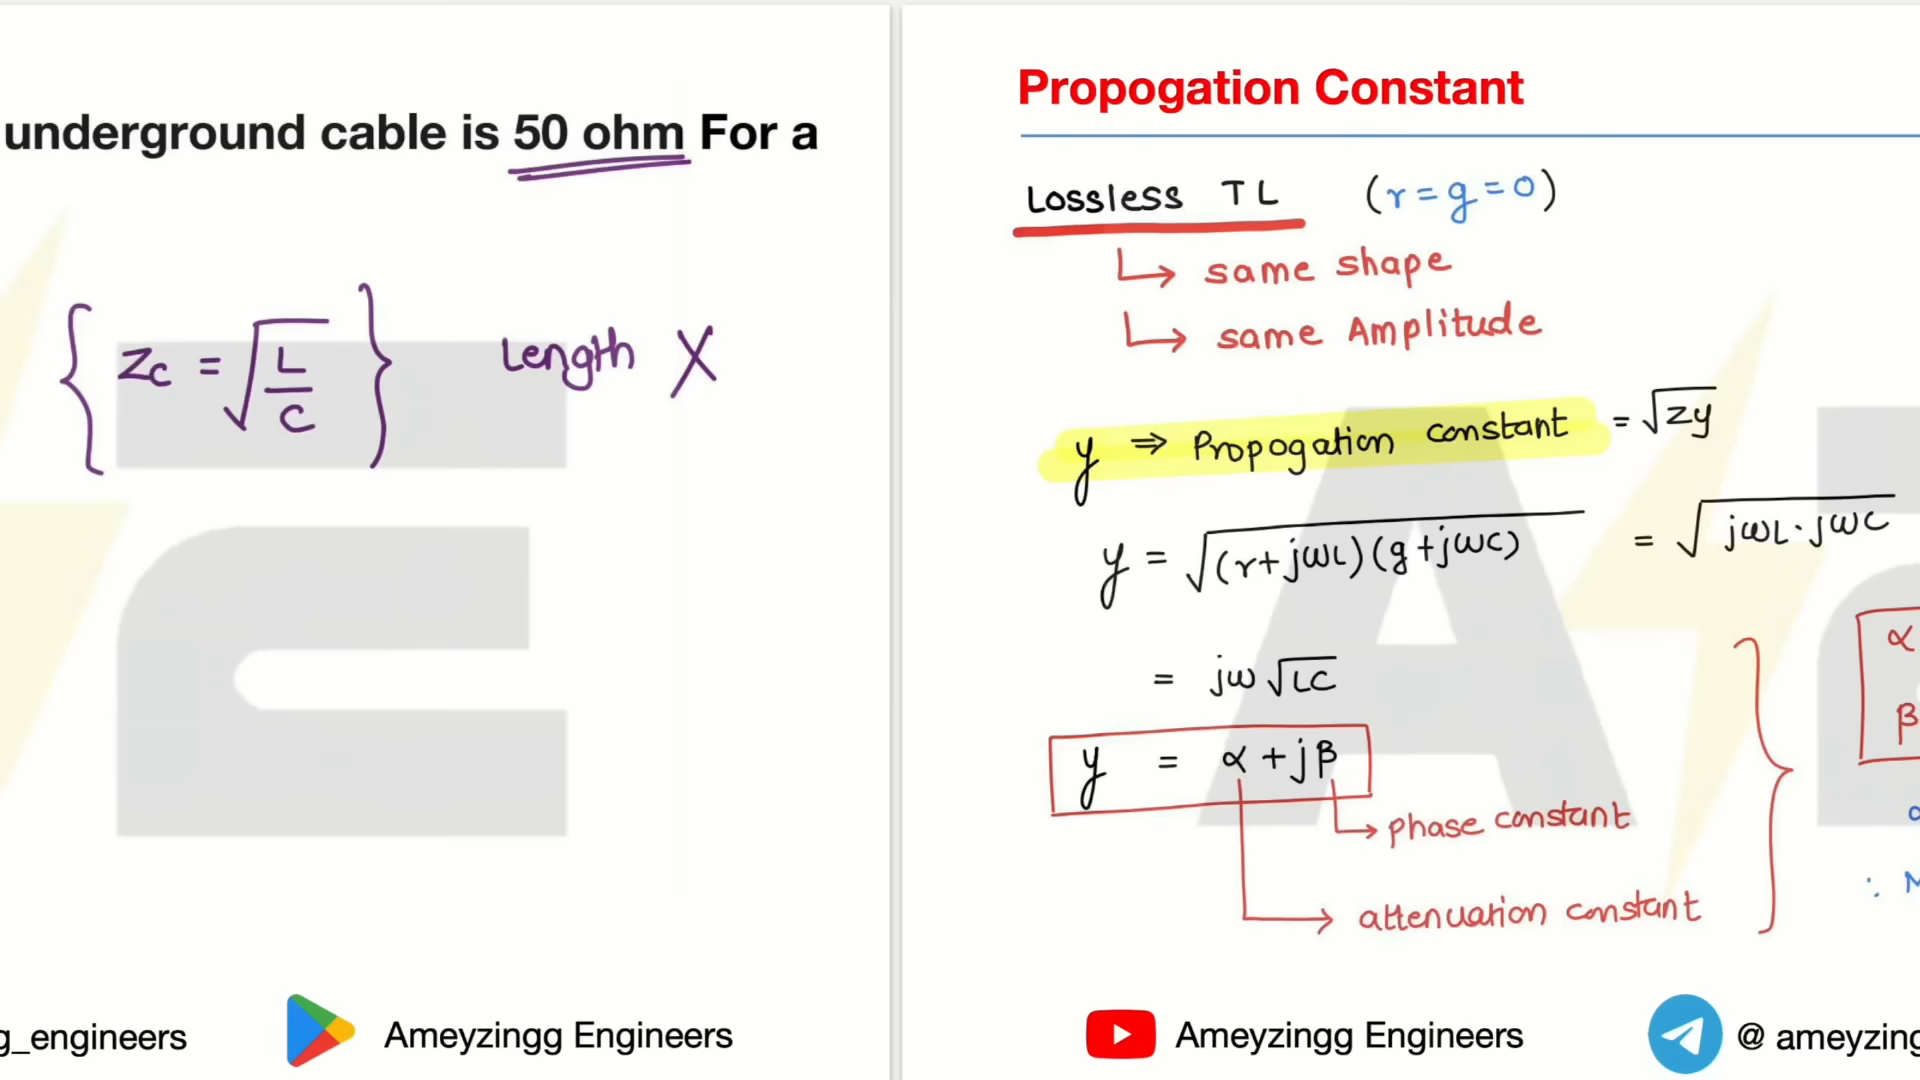 underground cable is 50 ohm For a
{ Zc = √L/C } Length X
g_engineers
Ameyzingg Engineers
Propogation Constant
Lossless TL (r = g = 0)
↳ same shape
↳ same Amplitude
γ ⇒ Propogation constant = √zy
γ = √(r+jωL)(g+jωC) = √jωL·jωC
= jω√LC
γ = α + jβ
→ phase constant
→ attenuation constant
α
β
∴
Ameyzingg Engineers
@ ameyzing